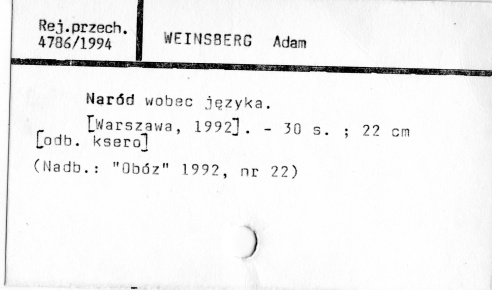 Rej.przech.
4786/1994
WEINSBERG Adam
Naród wobec języka.
[Warszawa, 1992]. - 30 s. ; 22 cm
[odb. ksero]
(Nadb.: "Obóz" 1992, nr 22)